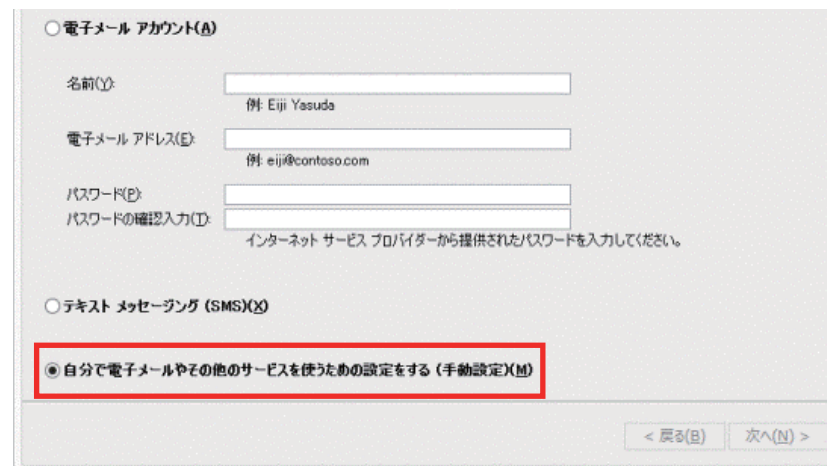 電子メール アカウント(A)
名前(Y):
例: Eiji Yasuda
電子メール アドレス(E):
例: eiji@contoso.com
パスワード(P):
パスワードの確認入力(T):
インターネット サービス プロバイダーから提供されたパスワードを入力してください。
テキスト メッセージング (SMS)(X)
自分で電子メールやその他のサービスを使うための設定をする (手動設定)(M)
< 戻る(B) 次へ(N) >